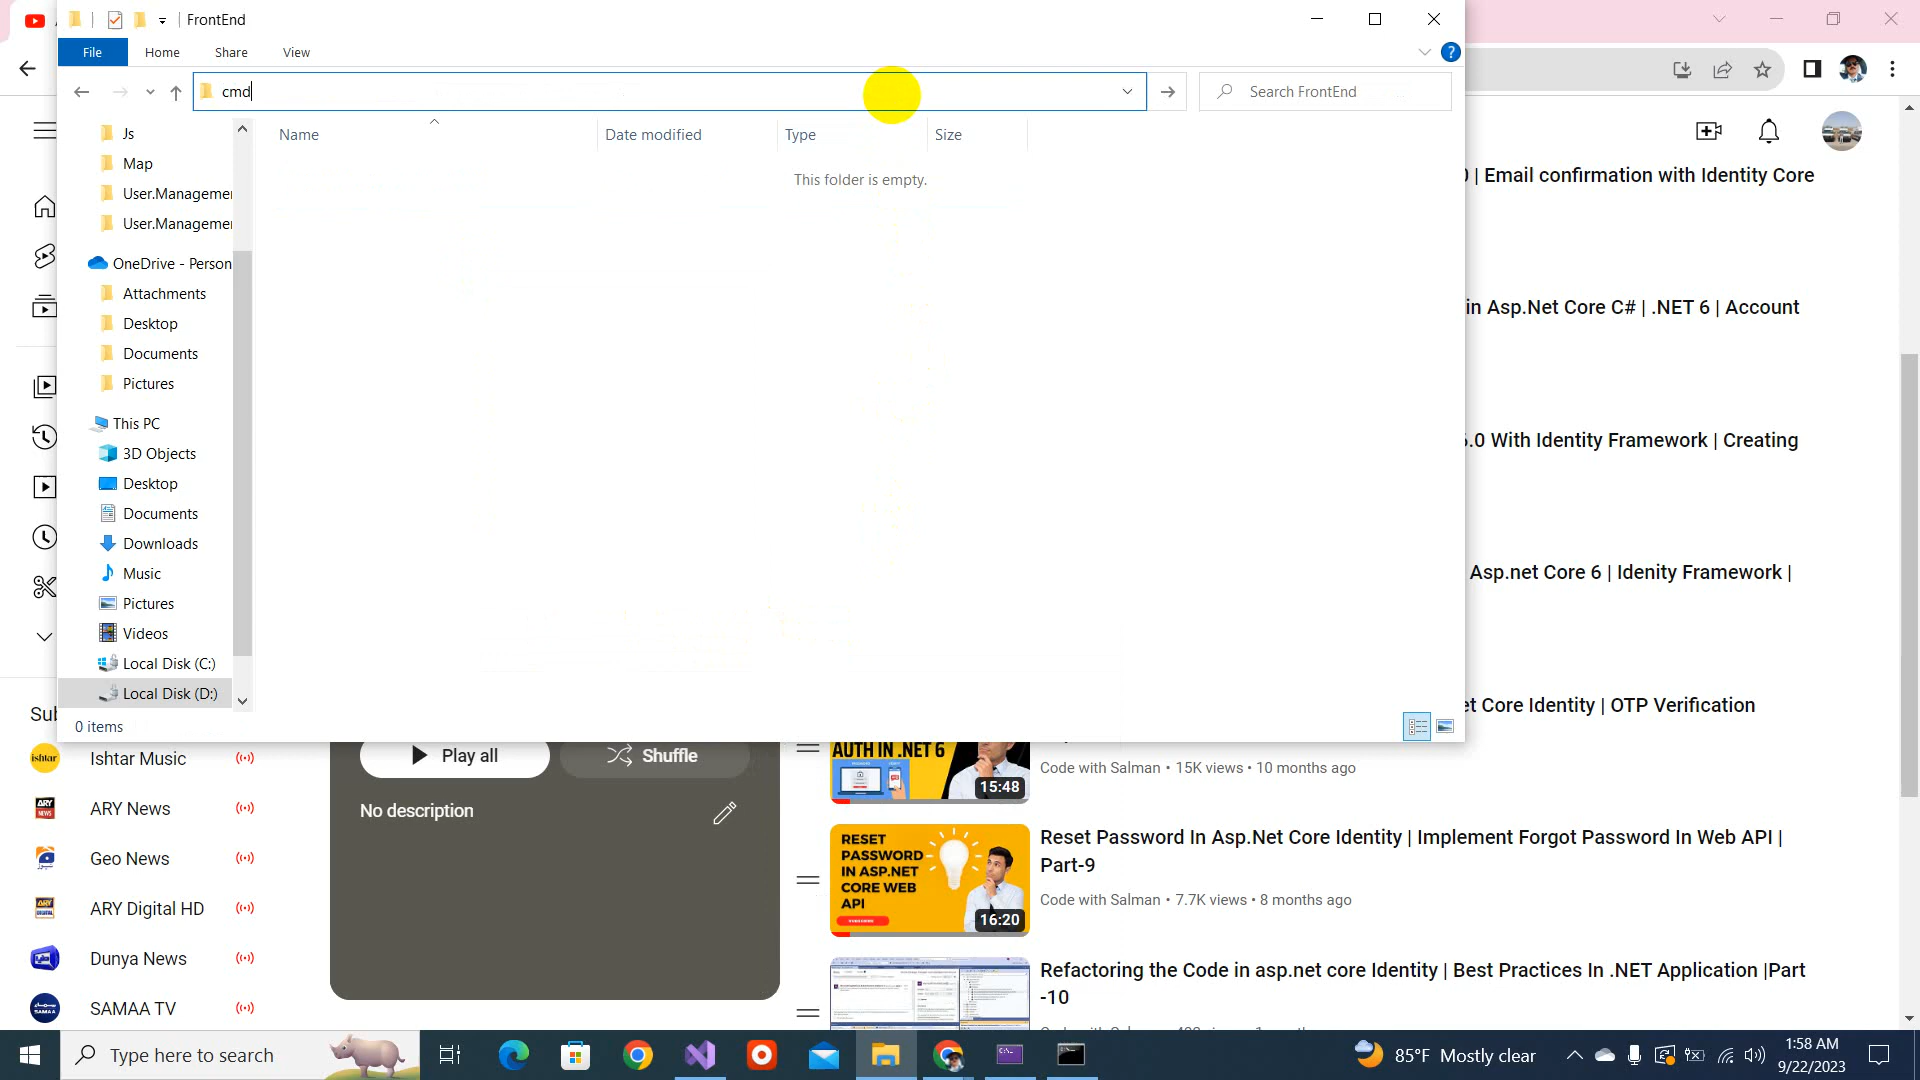 FrontEnd
File Home Share View
cmd
Search FrontEnd
Name Date modified Type Size
This folder is empty.
Js
Map
User.Managemer
User.Managemer
OneDrive - Person
Attachments
Desktop
Documents
Pictures
This PC
3D Objects
Desktop
Documents
Downloads
Music
Pictures
Videos
Local Disk (C:)
Local Disk (D:)
0 items
| Email confirmation with Identity Core
in Asp.Net Core C# | .NET 6 | Account
.0 With Identity Framework | Creating
Asp.net Core 6 | Idenity Framework |
et Core Identity | OTP Verification
Sub
Ishtar Music
ARY News
Geo News
ARY Digital HD
Dunya News
SAMAA TV
Play all
Shuffle
No description
AUTH IN .NET 6
15:48
Code with Salman • 15K views • 10 months ago
RESET
PASSWORD
IN ASP.NET
CORE WEB
API
16:20
Reset Password In Asp.Net Core Identity | Implement Forgot Password In Web API |
Part-9
Code with Salman • 7.7K views • 8 months ago
Refactoring the Code in asp.net core Identity | Best Practices In .NET Application |Part
-10
Type here to search
85°F Mostly clear
1:58 AM
9/22/2023